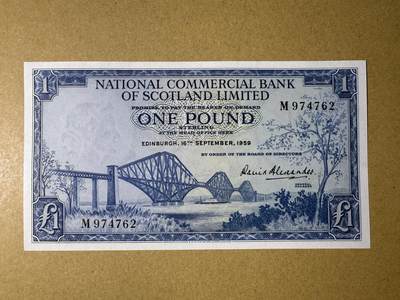 1
NATIONAL COMMERCIAL BANK
OF SCOTLAND LIMITED
1
PROMISE TO PAY THE BEARER ON DEMAND
M 974762
ONE POUND
STERLING
AT THE HEAD OFFICE HERE
EDINBURGH, 16TH SEPTEMBER, 1959
BY ORDER OF THE BOARD OF DIRECTORS
David Alexander
M 974762
£1
£1